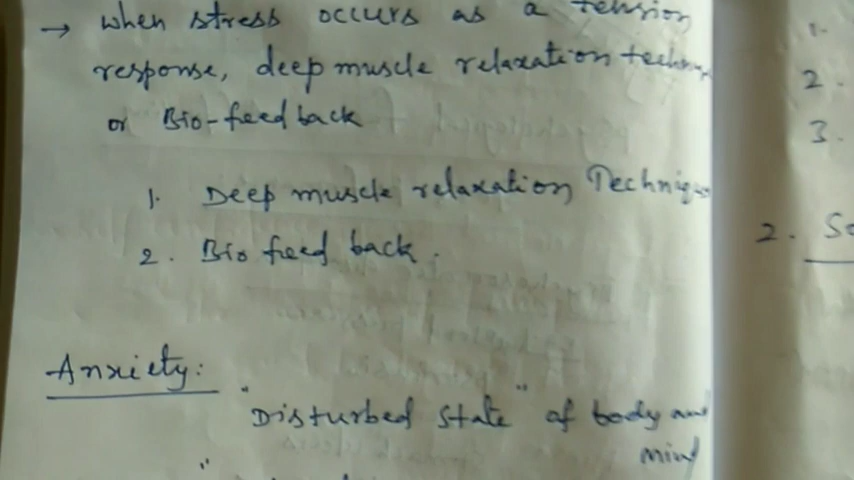 → when stress occurs as a tension
response, deep muscle relaxation
or Bio-feed back
1. Deep muscle relaxation Technique
2. Bio feed back.
Anxiety:
"Disturbed state" of body and
mind
1.
2.
3.
2.